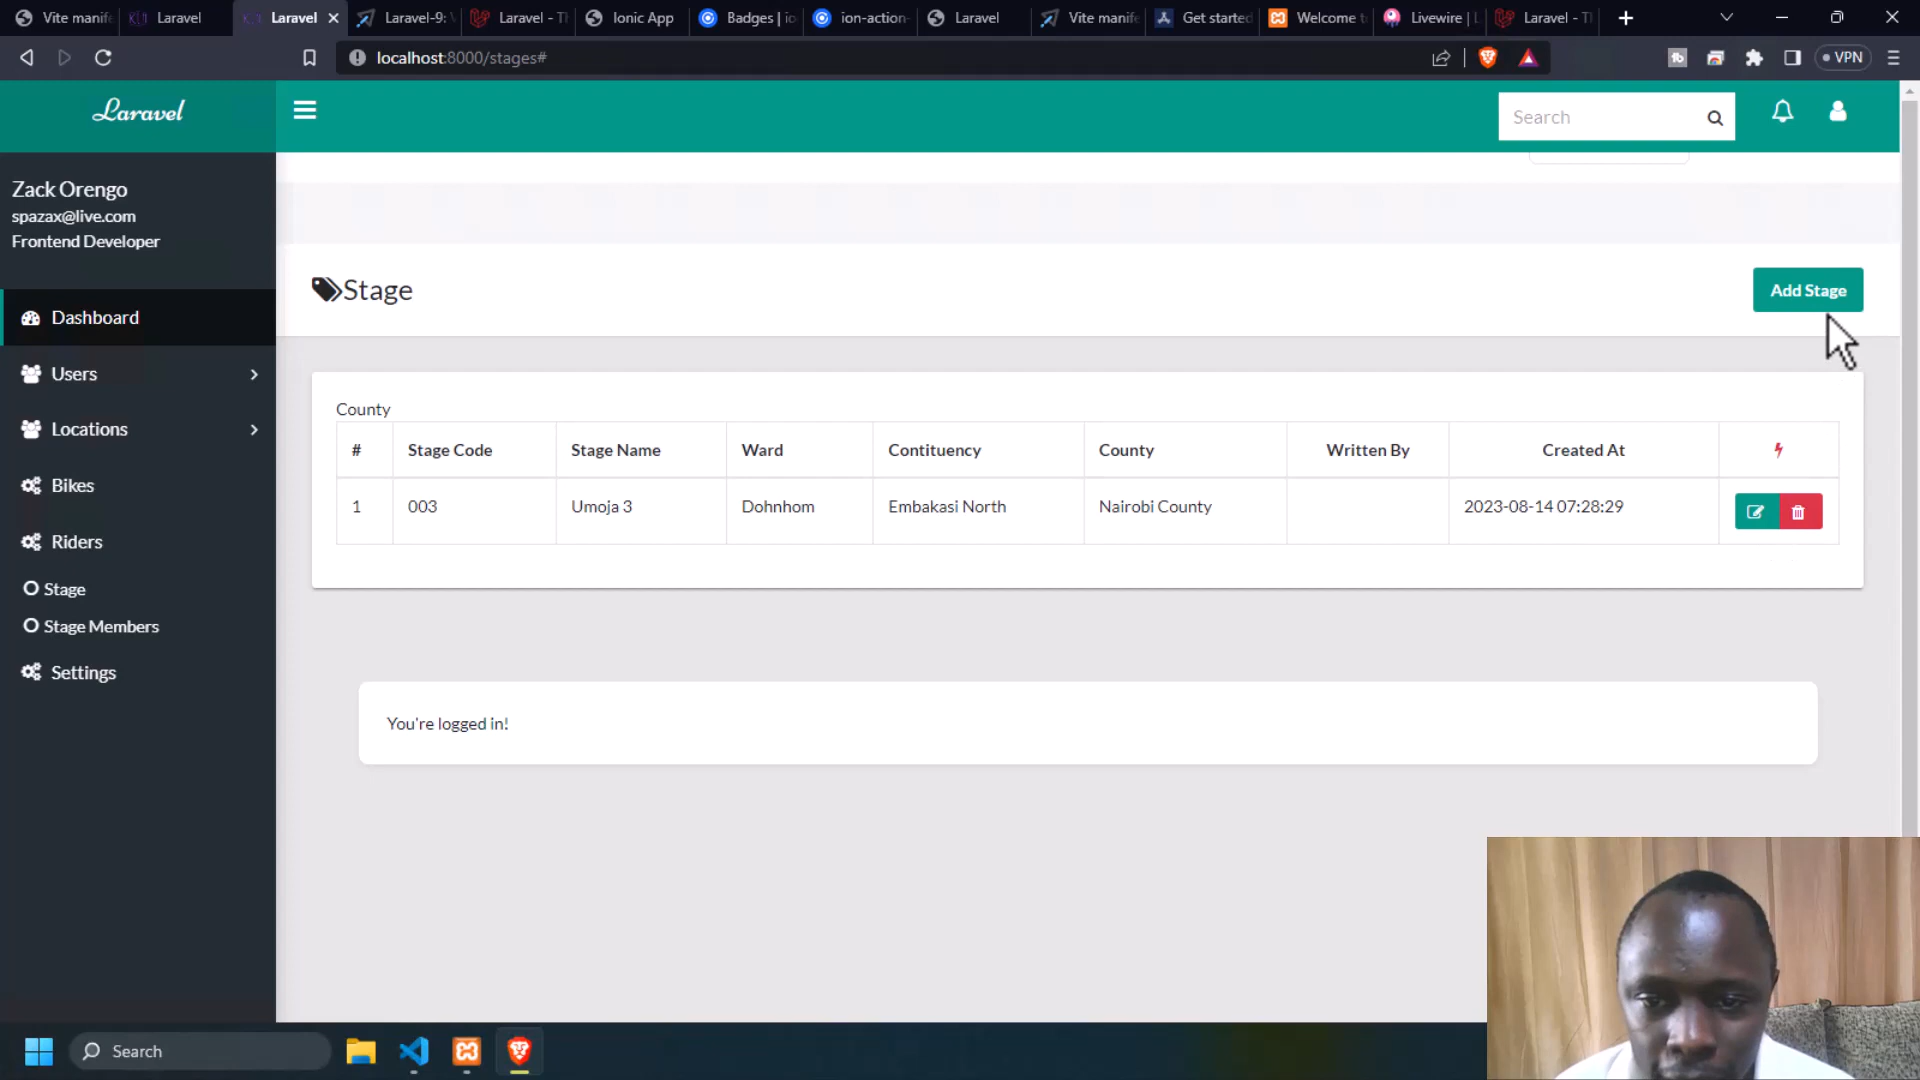 Vite manife
Laravel
Laravel
Laravel-9: V
Laravel - Th
Ionic App
Badges | io
ion-action-
Laravel
Vite manife
Get started
Welcome to
Livewire | L
Laravel - Th
localhost:8000/stages#
VPN
Laravel
Search
Zack Orengo
spazax@live.com
Frontend Developer
Stage
Add Stage
Dashboard
Users
Locations
Bikes
Riders
Stage
Stage Members
Settings
County
# Stage Code Stage Name Ward Contituency County Written By Created At
1 003 Umoja 3 Dohnhom Embakasi North Nairobi County 2023-08-14 07:28:29
You're logged in!
Search